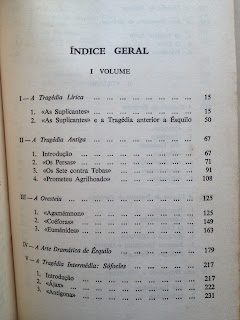 ÍNDICE GERAL
I VOLUME
I — A Tragédia Lírica ... 15
1. «As Suplicantes» ... 15
2. «As Suplicantes» e a Tragédia anterior a Ésquilo 50
II — A Tragédia Antiga ... 67
1. Introdução ... 67
2. «Os Persas» ... 71
3. «Os Sete contra Tebas» ... 91
4. «Prometeu Agrilhoado» ... 108
III — A Oresteia ... 125
1. «Agamémnon» ... 125
2. «Coéforas» ... 149
3. «Euménides» ... 163
IV — A Arte Dramática de Ésquilo ... 179
V — A Tragédia Intermédia: Sófocles ... 217
1. Introdução ... 217
2. «Ájax» ... 222
3. «Antígona» ... 231